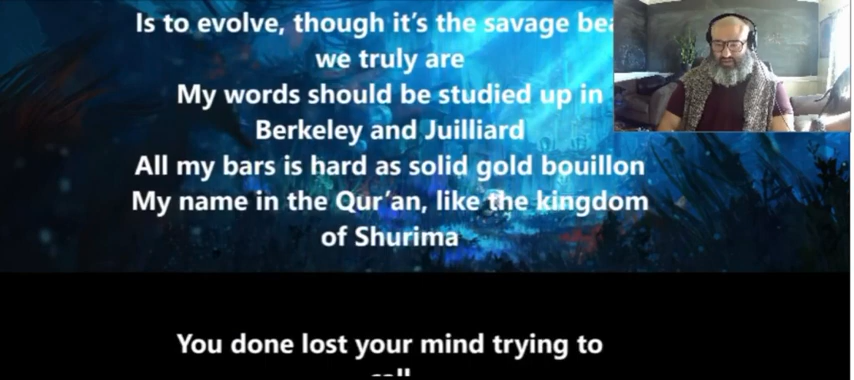 Is to evolve, though it's the savage
we truly are
My words should be studied up in
Berkeley and Juilliard
All my bars is hard as solid gold bouillon
My name in the Qur'an, like the kingdom
of Shurima
You done lost your mind trying to